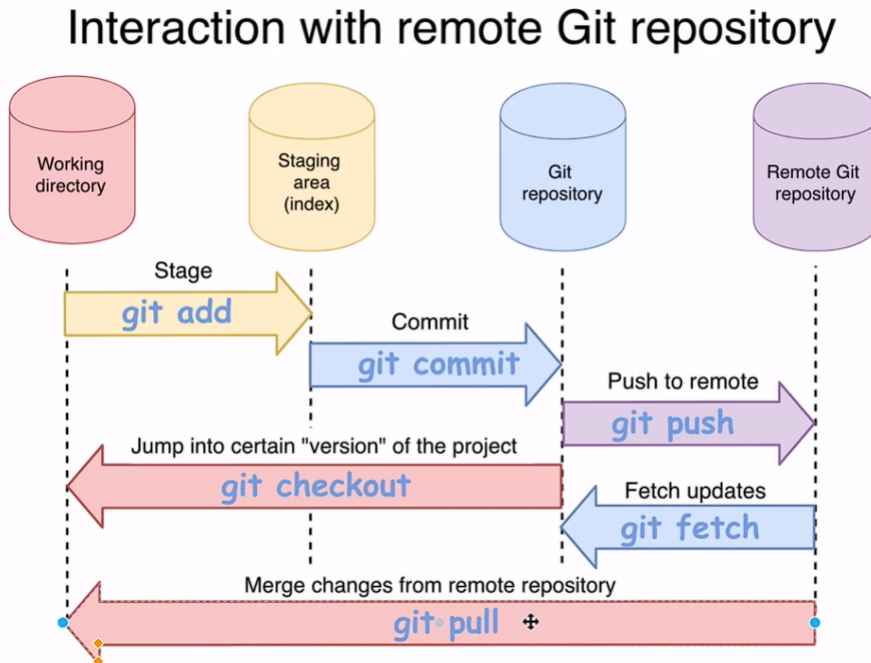 Interaction with remote Git repository
Working
directory
Staging
area
(index)
Git
repository
Remote Git
repository
Stage
git add
Commit
git commit
Push to remote
git push
Jump into certain "version" of the project
git checkout
Fetch updates
git fetch
Merge changes from remote repository
git pull